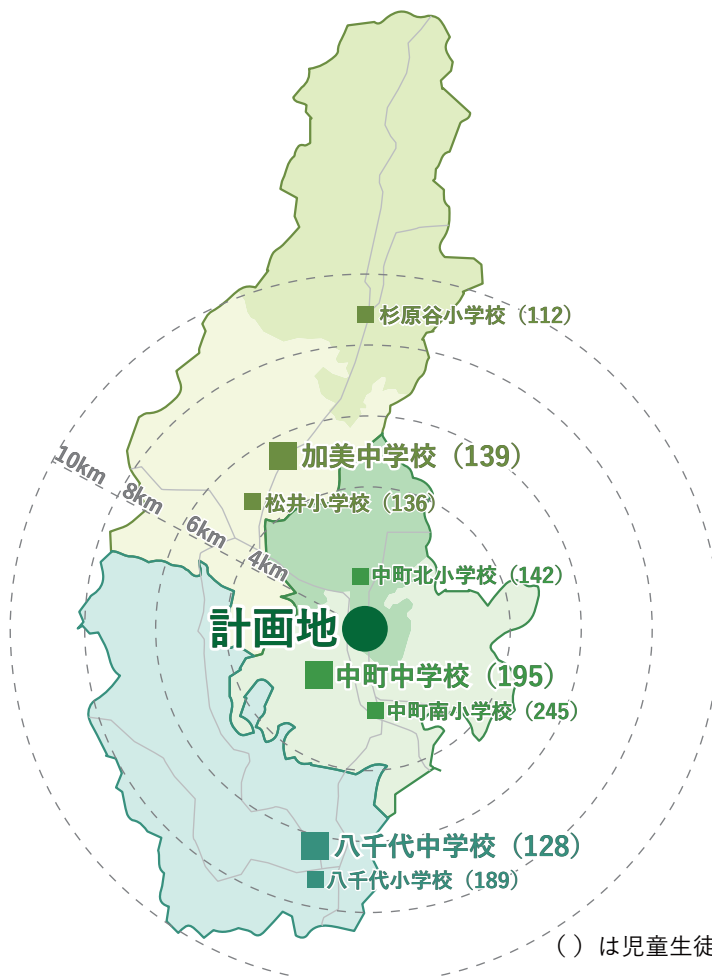 杉原谷小学校（112）
加美中学校（139）
10km
8km
松井小学校（136）
6km
4km
中町北小学校（142）
計画地
中町中学校（195）
中町南小学校（245）
八千代中学校（128）
八千代小学校（189）
（ ）は児童生徒